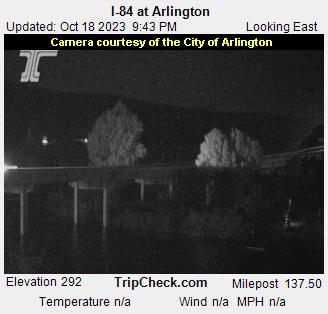 I-84 at Arlington
Updated: Oct 18 2023 9:43 PM Looking East
Camera courtesy of the City of Arlington
Elevation 292 TripCheck.com Milepost 137.50
Temperature n/a Wind n/a MPH n/a